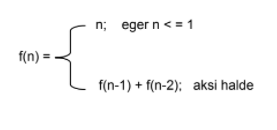 n; eger n < = 1
f(n) =
f(n-1) + f(n-2); aksi halde